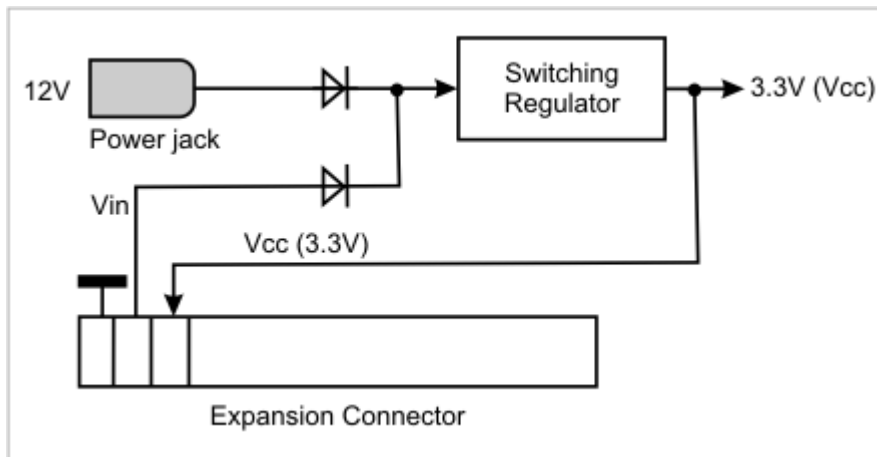 12V
Power jack
Switching
Regulator
3.3V (Vcc)
Vin
Vcc (3.3V)
Expansion Connector